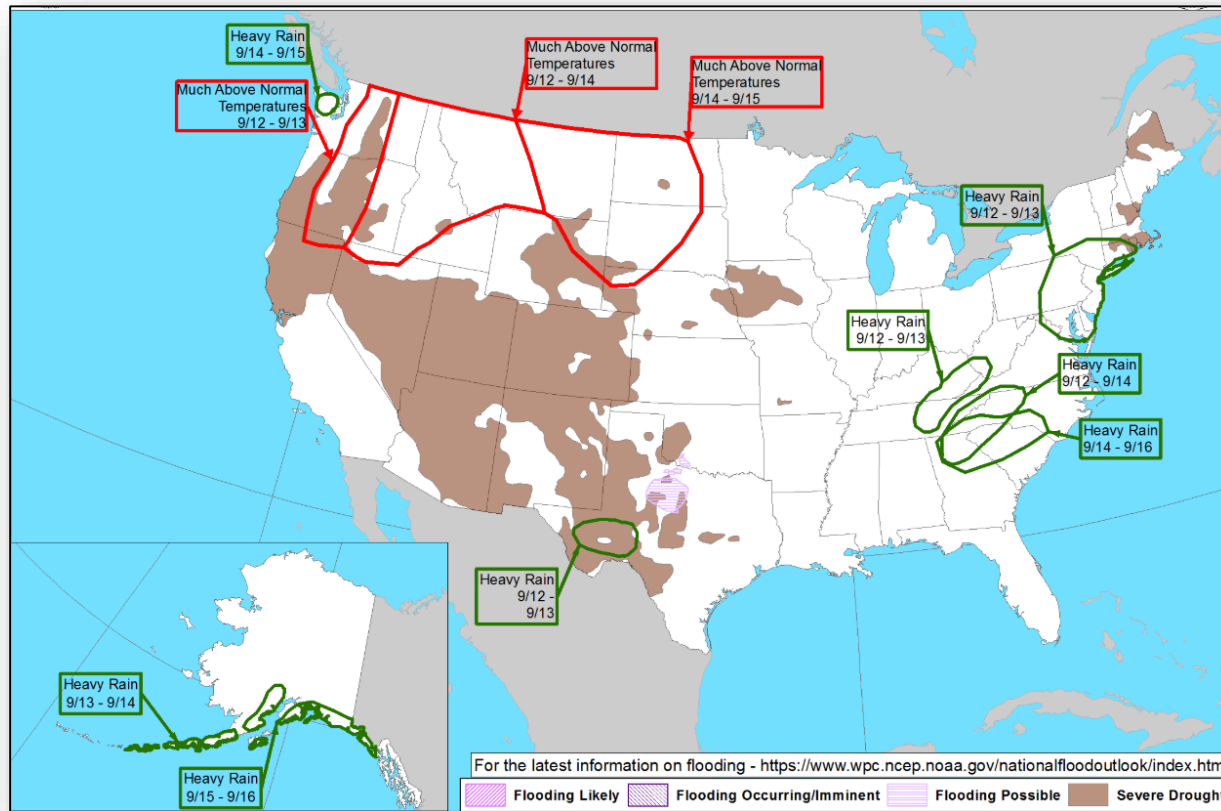 Heavy Rain
9/14 - 9/15
Much Above Normal
Temperatures
9/12 - 9/14
Much Above Normal
Temperatures
9/14 - 9/15
Much Above Normal
Temperatures
9/12 - 9/13
Heavy Rain
9/12 - 9/13
Heavy Rain
9/12 - 9/13
Heavy Rain
9/12 - 9/14
Heavy Rain
9/14 - 9/16
Heavy Rain
9/12 -
9/13
Heavy Rain
9/13 - 9/14
Heavy Rain
9/15 - 9/16
For the latest information on flooding - https://www.wpc.ncep.noaa.gov/nationalfloodoutlook/index.htm
Flooding Likely
Flooding Occurring/Imminent
Flooding Possible
Severe Drough